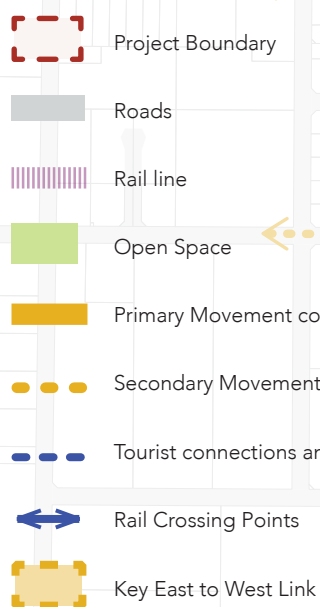 Project Boundary
Roads
Rail line
Open Space
Primary Movement co
Secondary Movement
Tourist connections ar
Rail Crossing Points
Key East to West Link